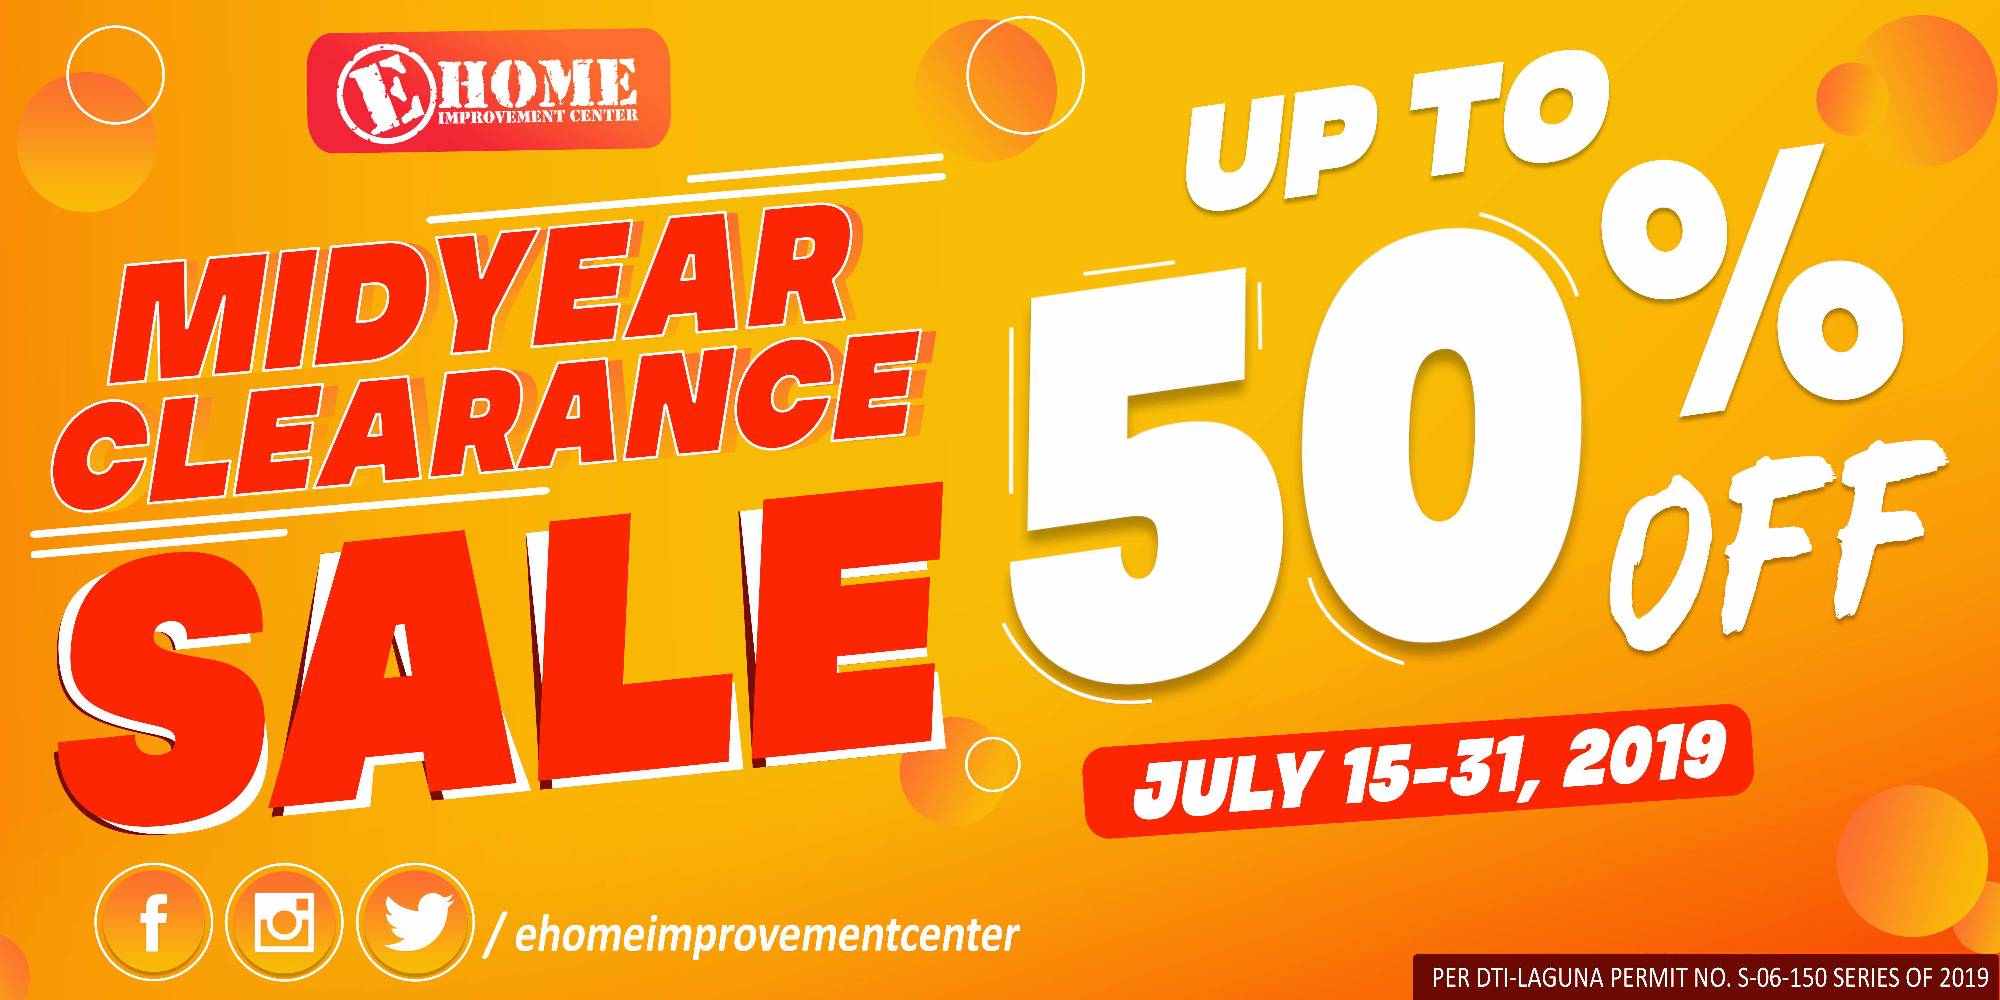 EHOME
IMPROVEMENT CENTER
MIDYEAR
CLEARANCE
SALE
UP TO
50%
OFF
JULY 15-31, 2019
/ ehomeimprovementcenter
PER DTI-LAGUNA PERMIT NO. S-06-150 SERIES OF 2019